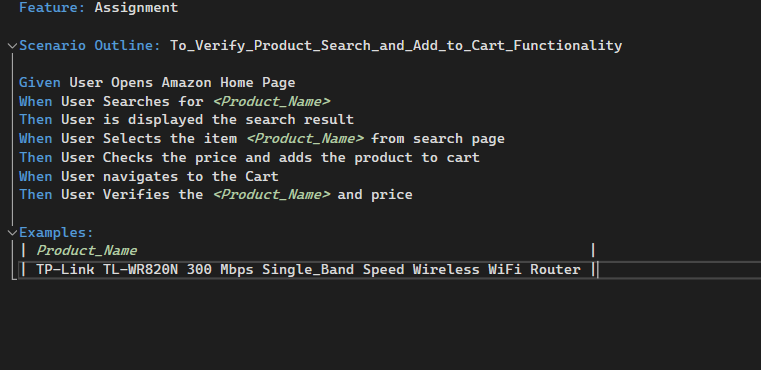 Feature: Assignment
Scenario Outline: To_Verify_Product_Search_and_Add_to_Cart_Functionality
Given User Opens Amazon Home Page
When User Searches for <Product_Name>
Then User is displayed the search result
When User Selects the item <Product_Name> from search page
Then User Checks the price and adds the product to cart
When User navigates to the Cart
Then User Verifies the <Product_Name> and price
Examples:
| Product_Name |
| TP-Link TL-WR820N 300 Mbps Single_Band Speed Wireless WiFi Router |